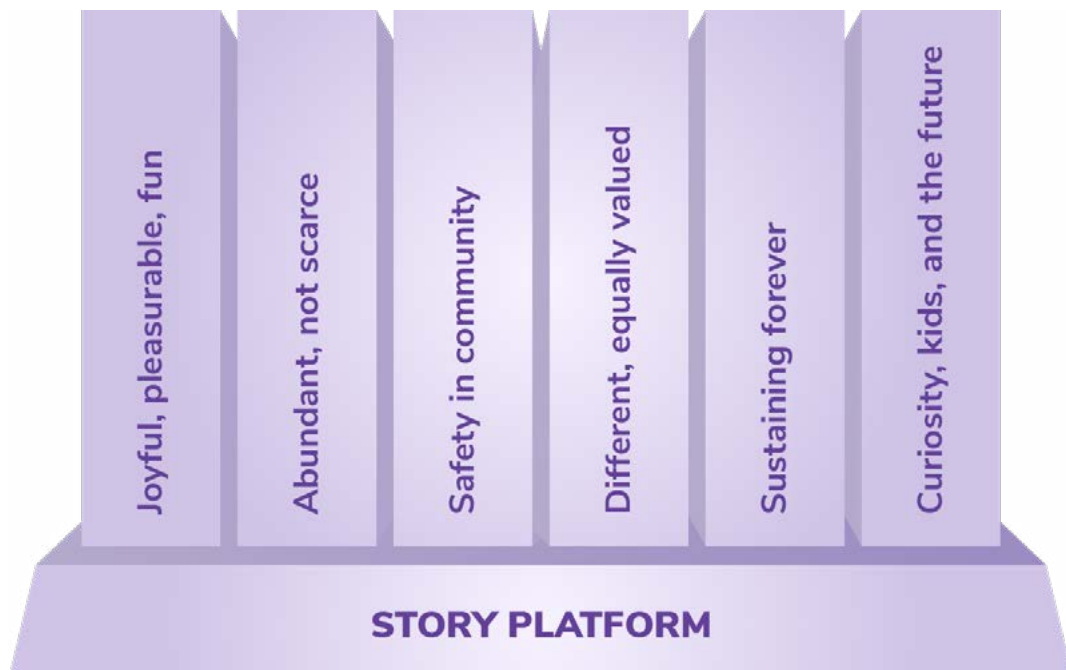 Joyful, pleasurable, fun
Abundant, not scarce
Safety in community
Different, equally valued
Sustaining forever
Curiosity, kids, and the future
STORY PLATFORM